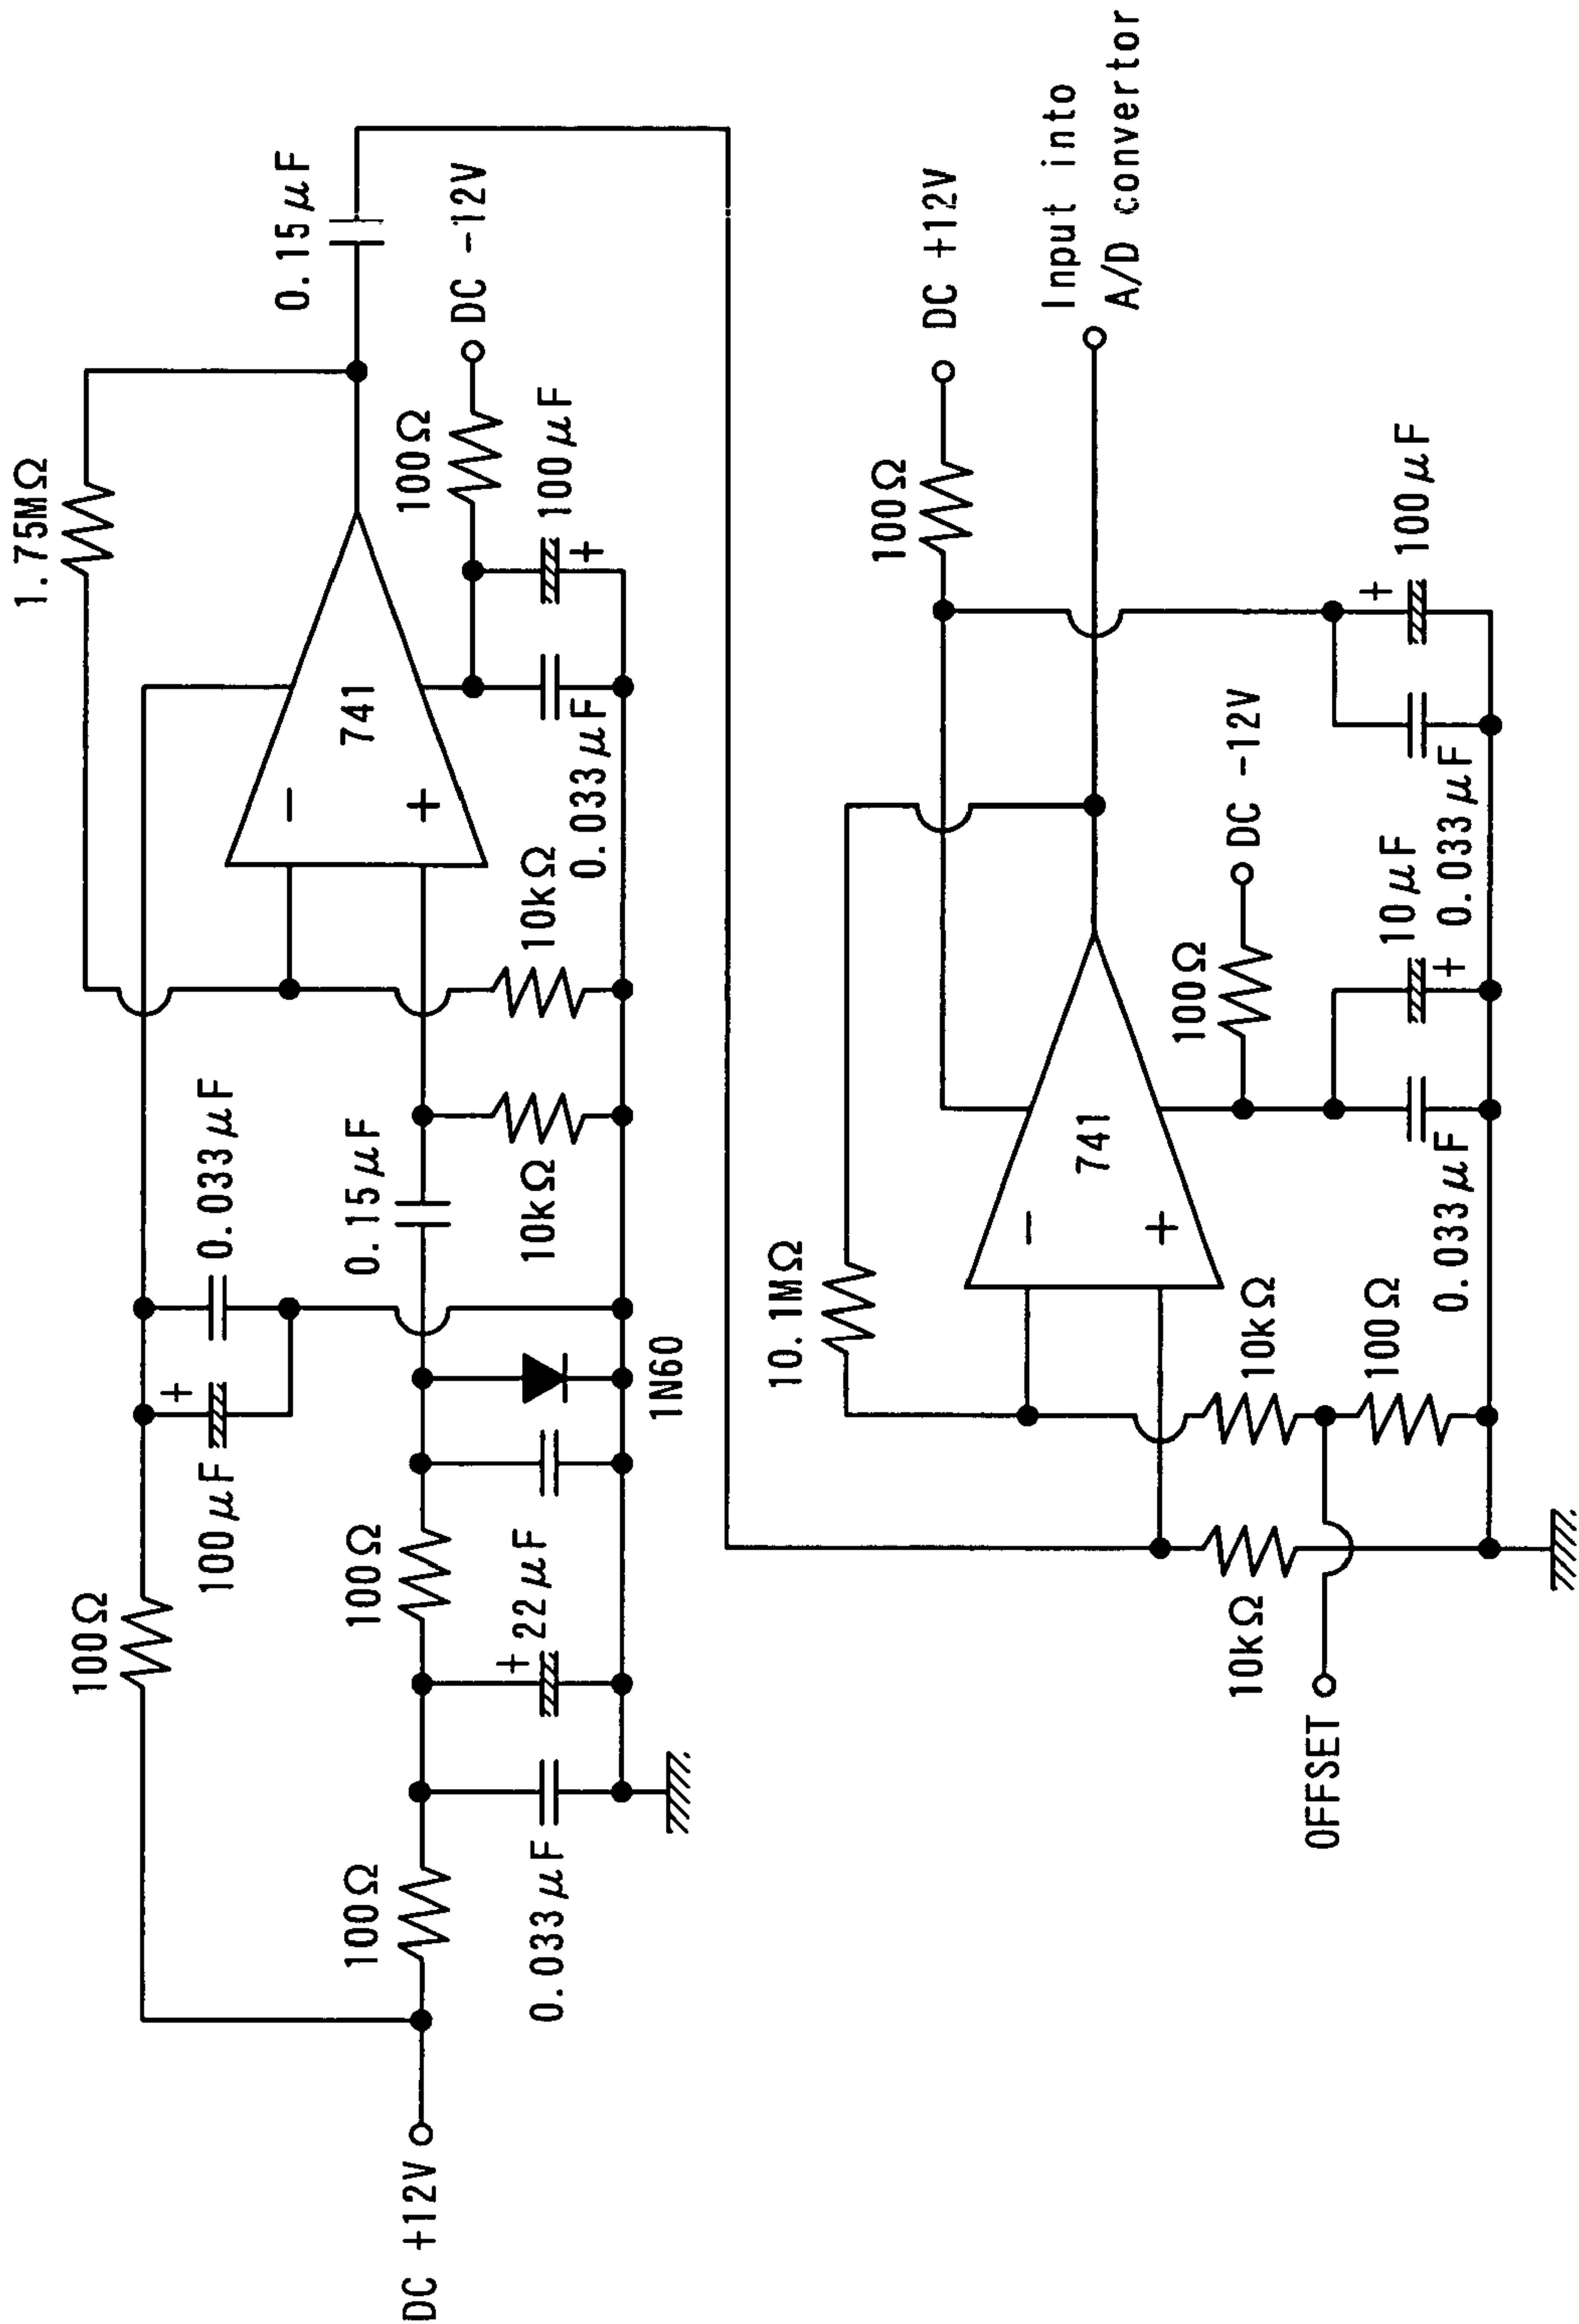 1.75MΩ
100Ω
100μF
+
0.033μF
−
741
+
0.15μF
DC +12V
100Ω
100Ω
0.15μF
100Ω
DC −12V
0.033μF
+
22μF
1N60
10kΩ
10kΩ
0.033μF
100μF
+
10.1MΩ
100Ω
DC +12V
−
741
+
Input into
A/D convertor
100Ω
DC −12V
10kΩ
10kΩ
OFFSET
100Ω
0.033μF
10μF
+
0.033μF
+
100μF